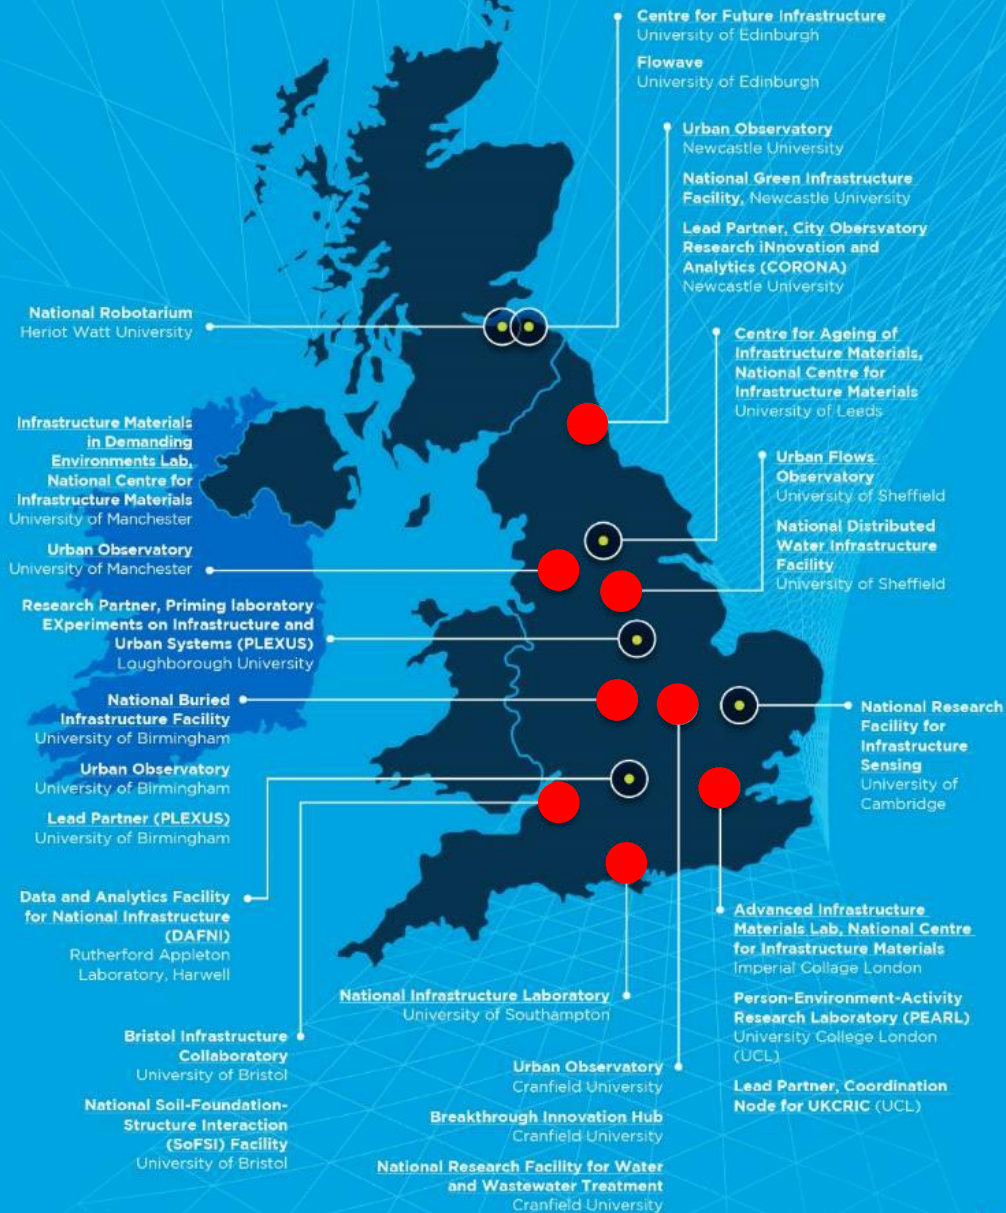 Centre for Future Infrastructure
University of Edinburgh
Flowave
University of Edinburgh
Urban Observatory
Newcastle University
National Green Infrastructure
Facility, Newcastle University
Lead Partner, City Obersvatory
Research iNnovation and
Analytics (CORONA)
Newcastle University
National Robotarium
Heriot Watt University
Centre for Ageing of
Infrastructure Materials,
National Centre for
Infrastructure Materials
University of Leeds
Infrastructure Materials
in Demanding
Environments Lab,
National Centre for
Infrastructure Materials
University of Manchester
Urban Observatory
University of Manchester
Urban Flows
Observatory
University of Sheffield
National Distributed
Water Infrastructure
Facility
University of Sheffield
Research Partner, Priming laboratory
EXperiments on Infrastructure and
Urban Systems (PLEXUS)
Loughborough University
National Buried
Infrastructure Facility
University of Birmingham
Urban Observatory
University of Birmingham
Lead Partner (PLEXUS)
University of Birmingham
National Research
Facility for
Infrastructure
Sensing
University of
Cambridge
Data and Analytics Facility
for National Infrastructure
(DAFNI)
Rutherford Appleton
Laboratory, Harwell
Advanced Infrastructure
Materials Lab, National Centre
for Infrastructure Materials
Imperial Collage London
Person-Environment-Activity
Research Laboratory (PEARL)
University College London
(UCL)
Lead Partner, Coordination
Node for UKCRIC (UCL)
National Infrastructure Laboratory
University of Southampton
Bristol Infrastructure
Collaboratory
University of Bristol
National Soil-Foundation-
Structure Interaction
(SoFSI) Facility
University of Bristol
Urban Observatory
Cranfield University
Breakthrough Innovation Hub
Cranfield University
National Research Facility for Water
and Wastewater Treatment
Cranfield University